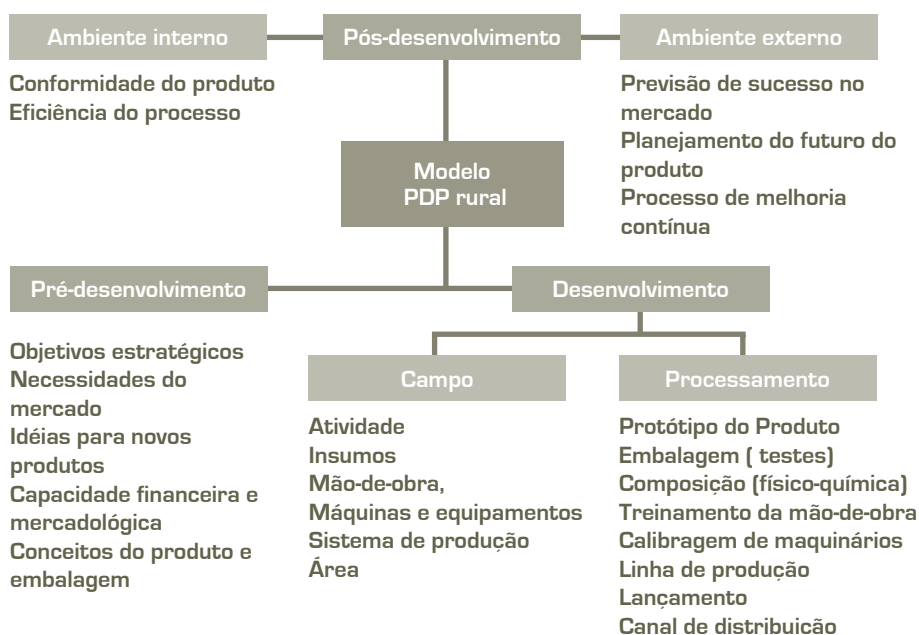 Ambiente interno
Pós-desenvolvimento
Ambiente externo
Conformidade do produto
Eficiência do processo
Previsão de sucesso no
mercado
Planejamento do futuro do
produto
Processo de melhoria
contínua
Modelo
PDP rural
Pré-desenvolvimento
Desenvolvimento
Objetivos estratégicos
Necessidades do
mercado
Idéias para novos
produtos
Capacidade financeira e
mercadológica
Conceitos do produto e
embalagem
Campo
Atividade
Insumos
Mão-de-obra,
Máquinas e equipamentos
Sistema de produção
Área
Processamento
Protótipo do Produto
Embalagem ( testes)
Composição (físico-química)
Treinamento da mão-de-obra
Calibragem de maquinários
Linha de produção
Lançamento
Canal de distribuição